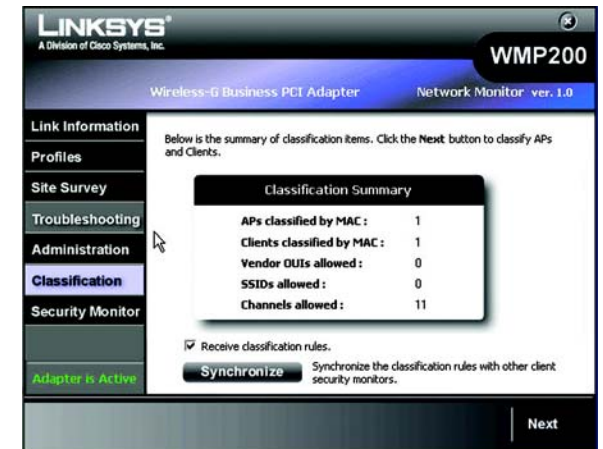 LINKSYS®
A Division of Cisco Systems, Inc.
WMP200
Wireless-G Business PCI Adapter
Network Monitor ver. 1.0
Link Information
Profiles
Site Survey
Troubleshooting
Administration
Classification
Security Monitor
Adapter is Active
Below is the summary of classification items. Click the Next button to classify APs
and Clients.
Classification Summary
APs classified by MAC : 1
Clients classified by MAC : 1
Vendor OUIs allowed : 0
SSIDs allowed : 0
Channels allowed : 11
Receive classification rules.
Synchronize
Synchronize the classification rules with other client
security monitors.
Next